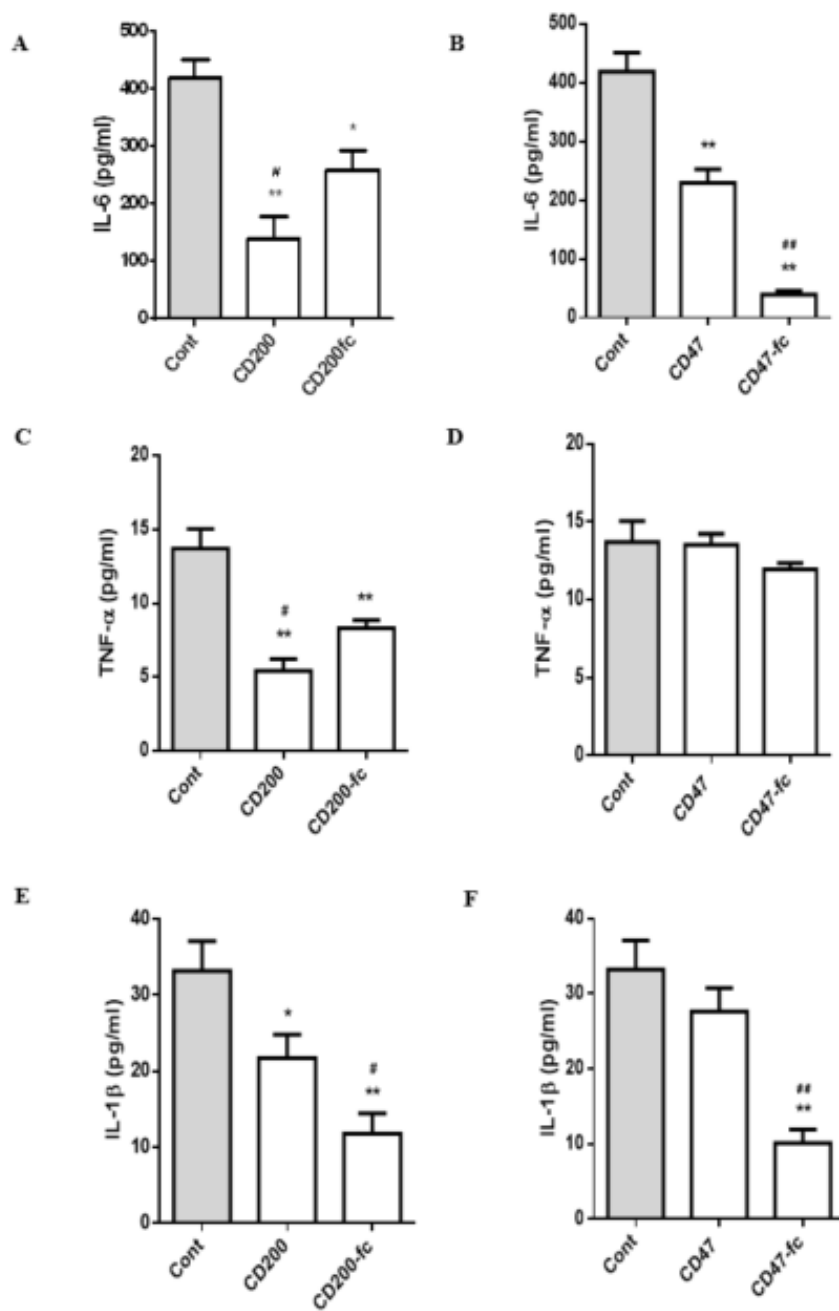 A
IL-6 (pg/ml)
500
400
300
200
100
0
#
**
*
Cont
CD200
CD200fc
B
IL-6 (pg/ml)
500
400
300
200
100
0
**
##
**
Cont
CD47
CD47-fc
C
TNF-α (pg/ml)
20
15
10
5
0
#
**
**
Cont
CD200
CD200-fc
D
TNF-α (pg/ml)
20
15
10
5
0
Cont
CD47
CD47-fc
E
IL-1β (pg/ml)
40
30
20
10
0
*
#
**
Cont
CD200
CD200-fc
F
IL-1β (pg/ml)
40
30
20
10
0
##
**
Cont
CD47
CD47-fc